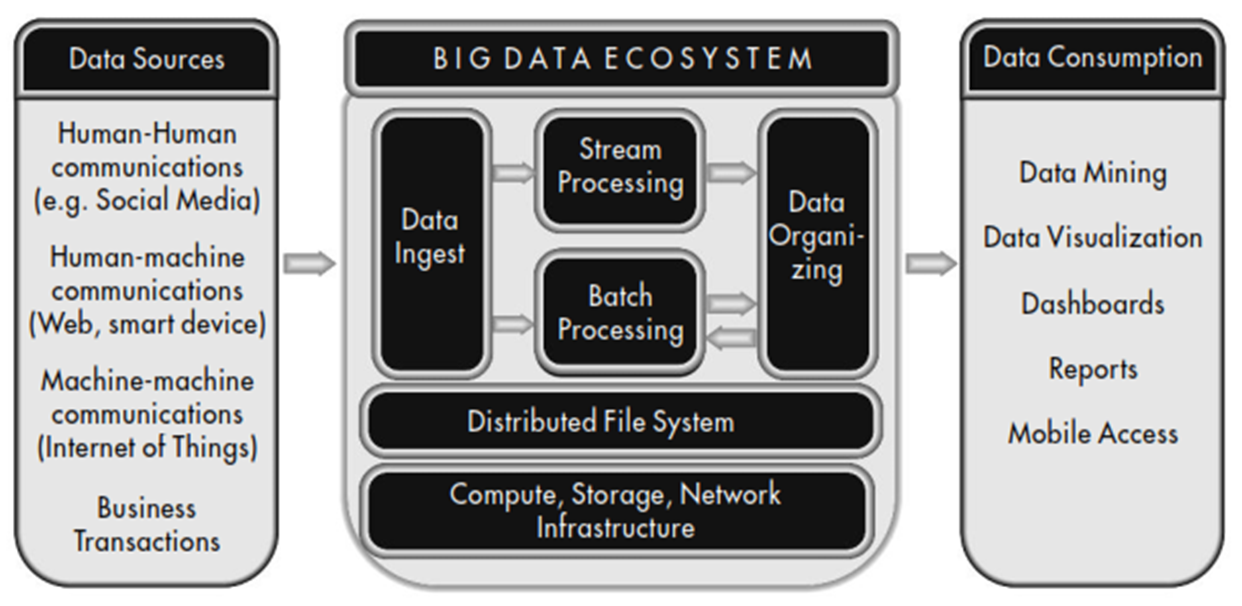 Data Sources
Human-Human
communications
(e.g. Social Media)
Human-machine
communications
(Web, smart device)
Machine-machine
communications
(Internet of Things)
Business
Transactions
BIG DATA ECOSYSTEM
Data
Ingest
Stream
Processing
Batch
Processing
Data
Organi-
zing
Distributed File System
Compute, Storage, Network
Infrastructure
Data Consumption
Data Mining
Data Visualization
Dashboards
Reports
Mobile Access